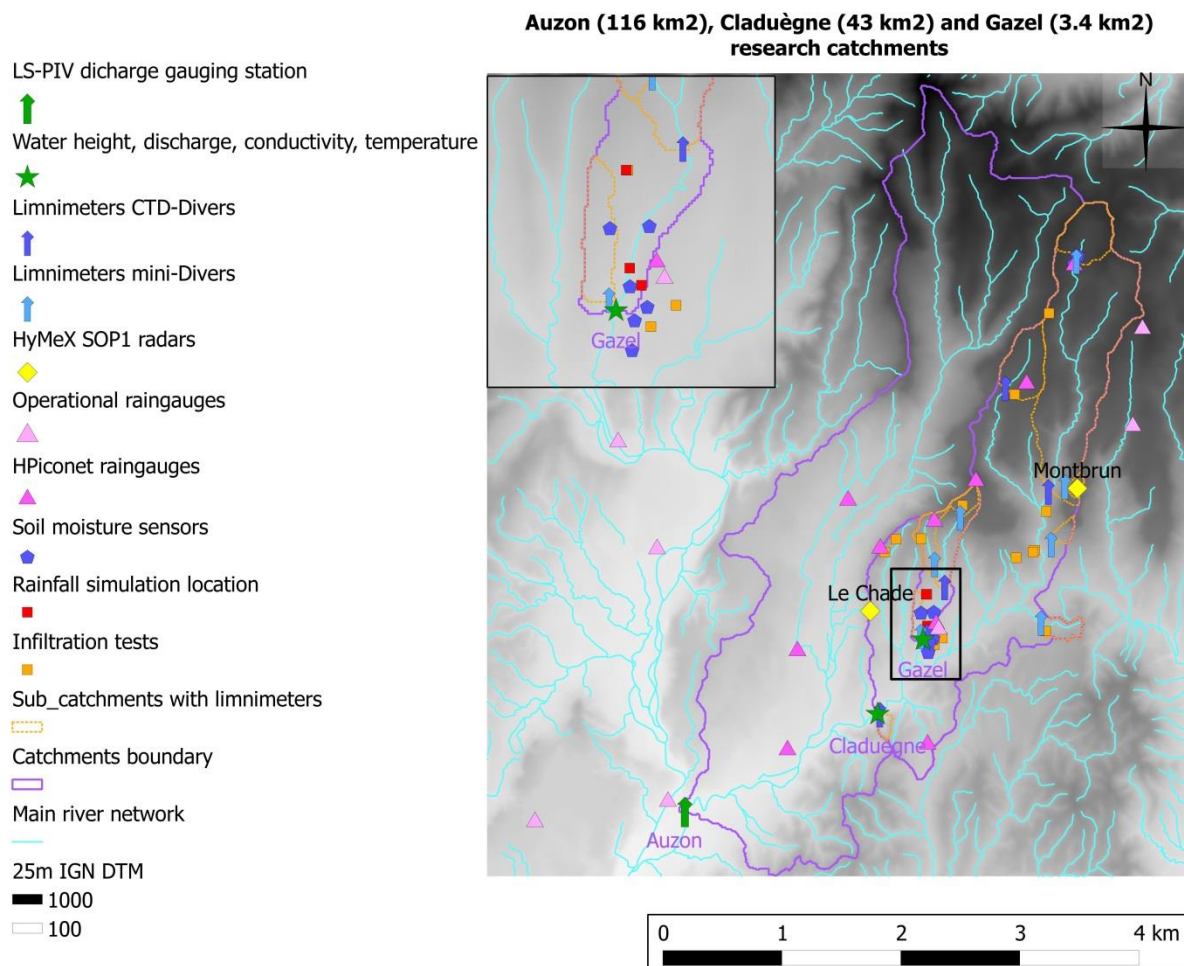 Auzon (116 km2), Claduègne (43 km2) and Gazel (3.4 km2)
research catchments
LS-PIV dicharge gauging station
Water height, discharge, conductivity, temperature
Limnimeters CTD-Divers
Limnimeters mini-Divers
HyMeX SOP1 radars
Operational raingauges
HPiconet raingauges
Soil moisture sensors
Rainfall simulation location
Infiltration tests
Sub_catchments with limnimeters
Catchments boundary
Main river network
25m IGN DTM
1000
100
N
Gazel
Montbrun
Le Chade
Gazel
Claduegne
Auzon
0 1 2 3 4 km